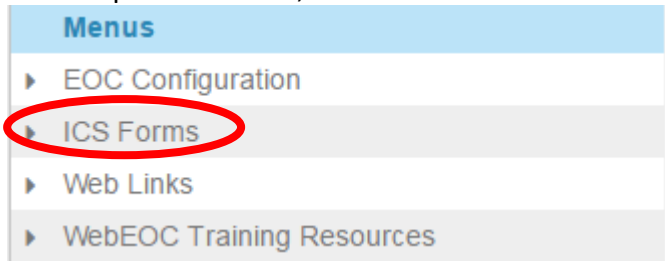 Menus
EOC Configuration
ICS Forms
Web Links
WebEOC Training Resources